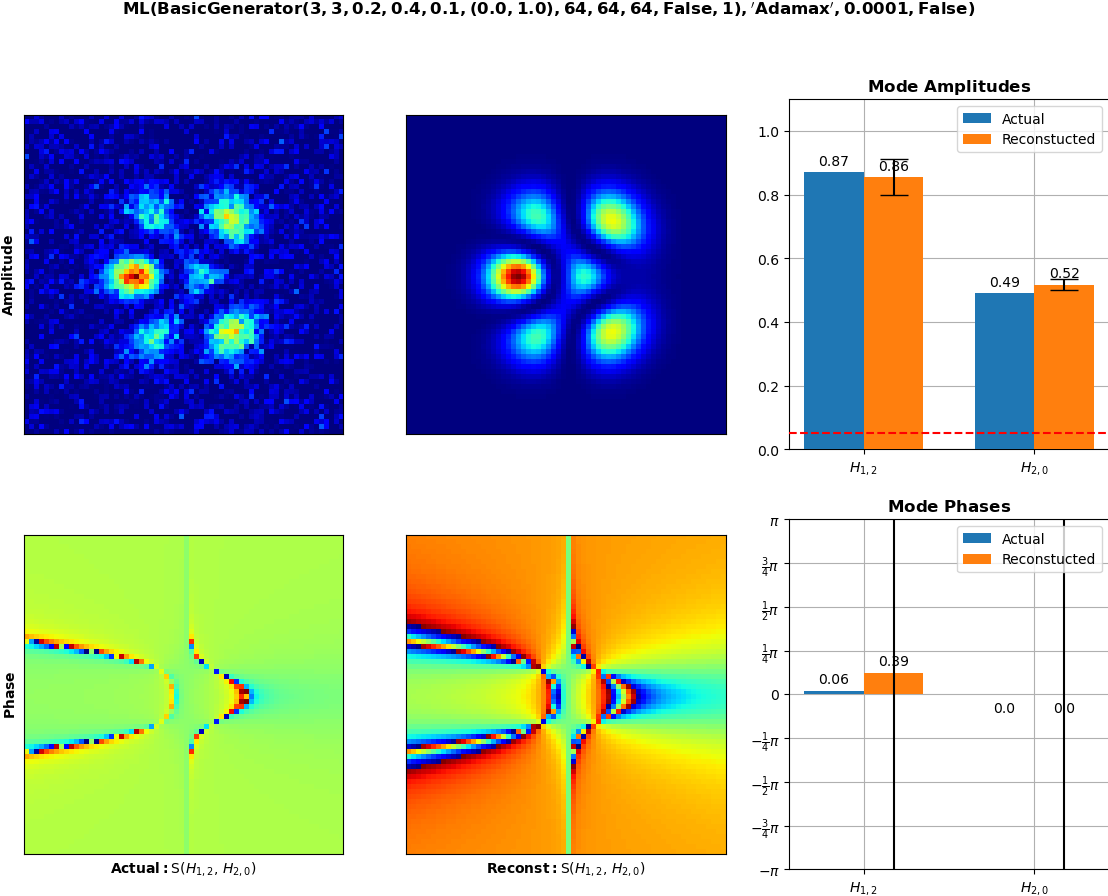 ML(BasicGenerator(3, 3, 0.2, 0.4, 0.1, (0.0, 1.0), 64, 64, 64, False, 1), ′Adamax′, 0.0001, False)
Amplitude
Mode Amplitudes
Actual
Reconstucted
1.0
0.8
0.6
0.4
0.2
0.0
0.87
0.86
0.49
0.52
H1, 2
H2, 0
Phase
Actual: S(H1, 2, H2, 0)
Reconst: S(H1, 2, H2, 0)
Mode Phases
Actual
Reconstucted
π
3/4π
1/2π
1/4π
0
−1/4π
−1/2π
−3/4π
−π
0.06
0.39
0.0
0.0
H1, 2
H2, 0